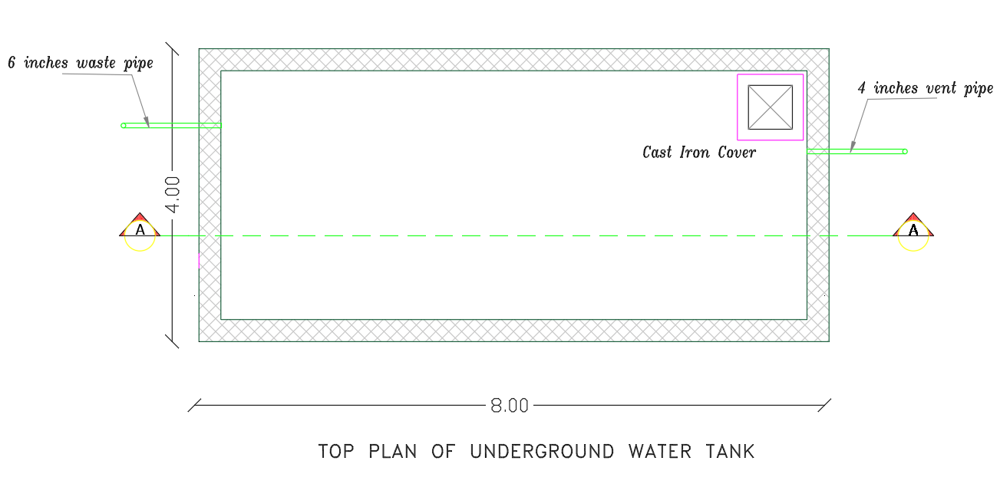 6 inches waste pipe
4 inches vent pipe
Cast Iron Cover
4.00
A
A
8.00
TOP PLAN OF UNDERGROUND WATER TANK